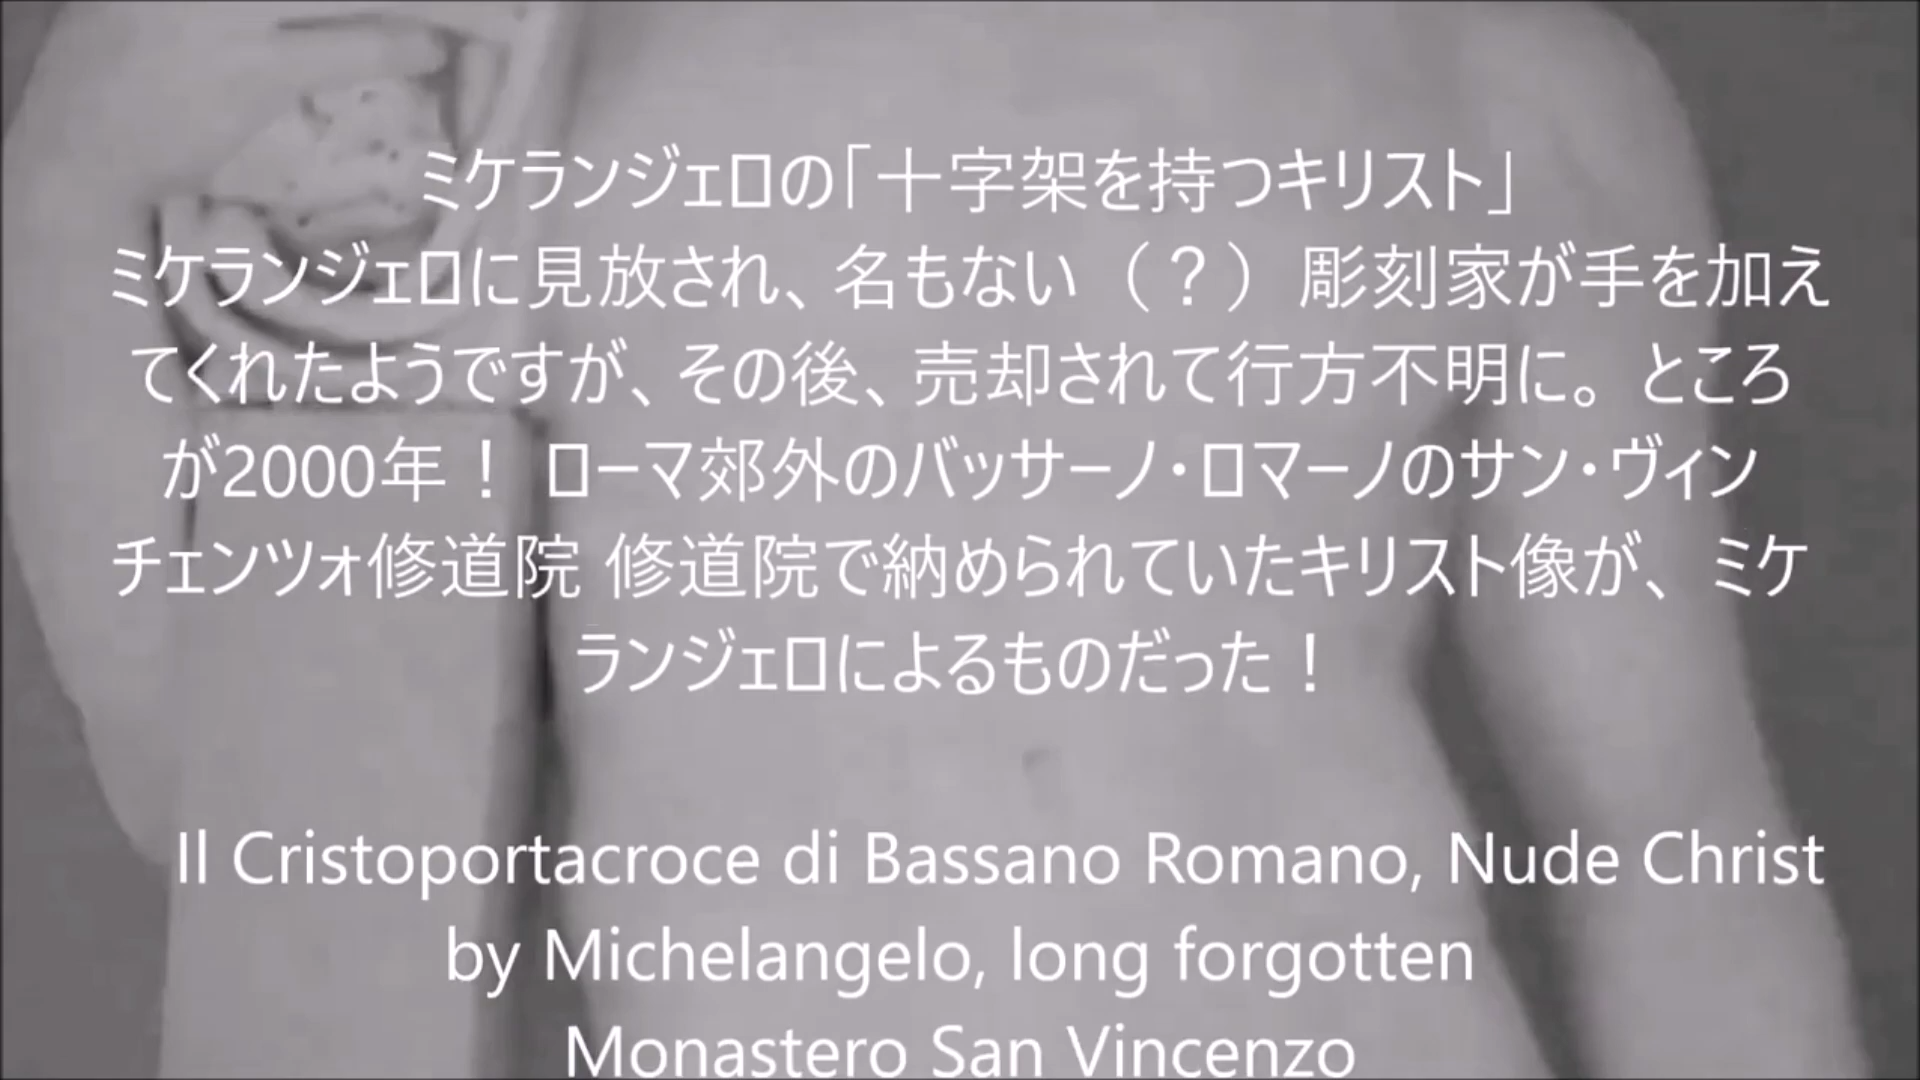 ミケランジェロの「十字架を持つキリスト」
ミケランジェロに見放され、名もない（？） 彫刻家が手を加え
てくれたようですが、その後、売却されて行方不明に。ところ
が2000年！ ローマ郊外のバッサーノ・ロマーノのサン・ヴィン
チェンツォ修道院 修道院で納められていたキリスト像が、ミケ
ランジェロによるものだった！
Il Cristoportacroce di Bassano Romano, Nude Christ
by Michelangelo, long forgotten
Monastero San Vincenzo